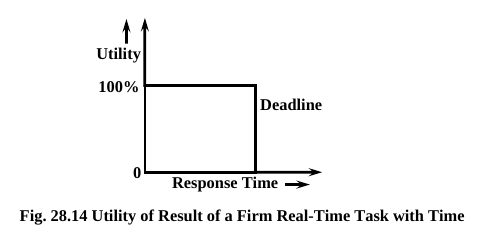 Utility
100%
Deadline
0
Response Time
Fig. 28.14 Utility of Result of a Firm Real-Time Task with Time